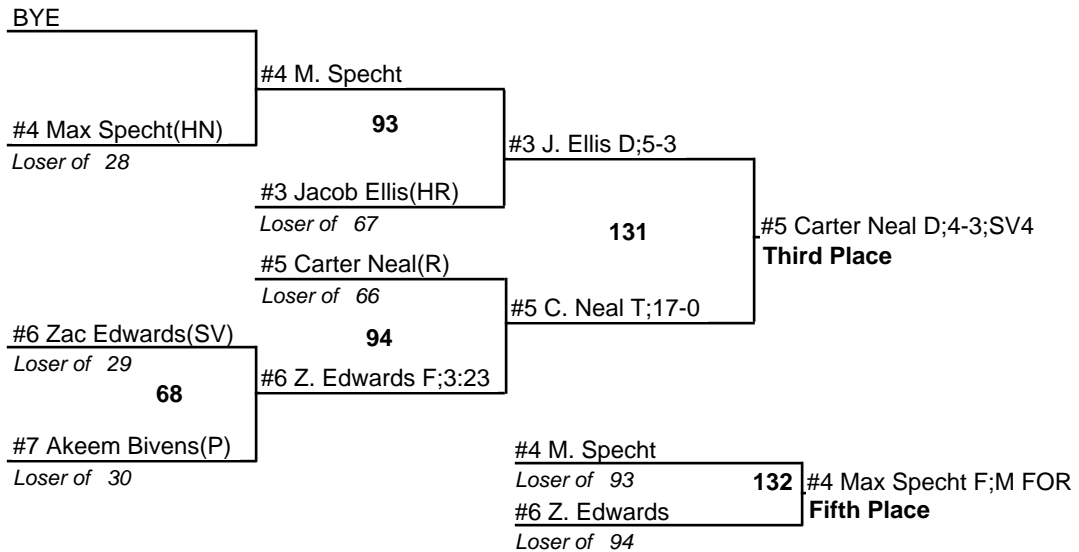 BYE
#4 M. Specht
#4 Max Specht(HN)
93
Loser of 28
#3 J. Ellis D;5-3
#3 Jacob Ellis(HR)
Loser of 67
131
#5 Carter Neal D;4-3;SV4
Third Place
#5 Carter Neal(R)
Loser of 66
#5 C. Neal T;17-0
#6 Zac Edwards(SV)
Loser of 29
94
68
#6 Z. Edwards F;3:23
#7 Akeem Bivens(P)
Loser of 30
#4 M. Specht
Loser of 93
132
#4 Max Specht F;M FOR
Fifth Place
#6 Z. Edwards
Loser of 94